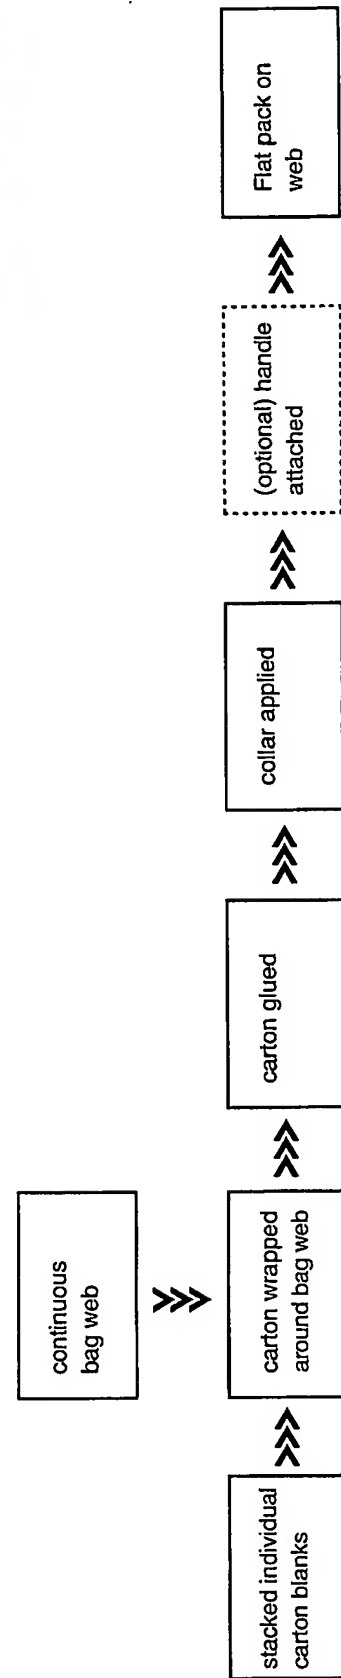 continuous
bag web
stacked individual
carton blanks
carton wrapped
around bag web
carton glued
collar applied
(optional) handle
attached
Flat pack on
web